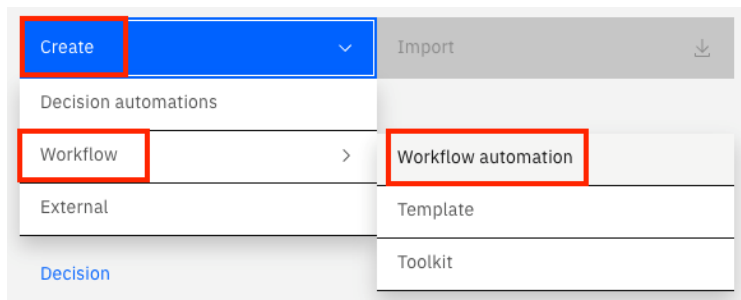 Create
Import
Decision automations
Workflow
Workflow automation
External
Template
Toolkit
Decision